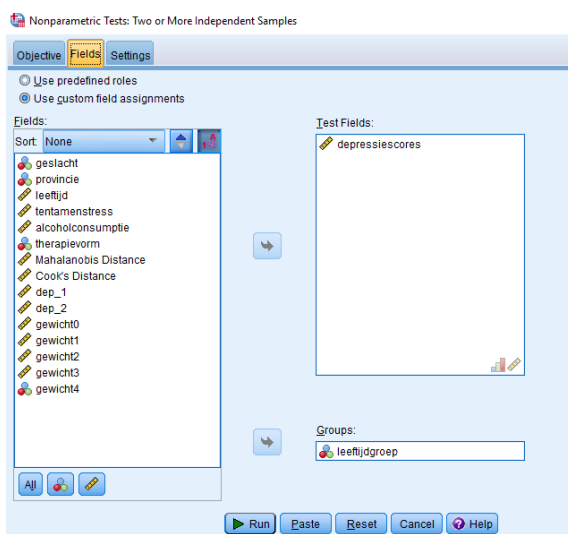 Nonparametric Tests: Two or More Independent Samples
Objective Fields Settings
Use predefined roles
Use custom field assignments
Fields:
Sort: None
geslacht
provincie
leeftijd
tentamenstress
alcoholconsumptie
therapievorm
Mahalanobis Distance
Cook's Distance
dep_1
dep_2
gewicht0
gewicht1
gewicht2
gewicht3
gewicht4
All
Test Fields:
depressiescores
Groups:
leeftijdgroep
Run Paste Reset Cancel Help